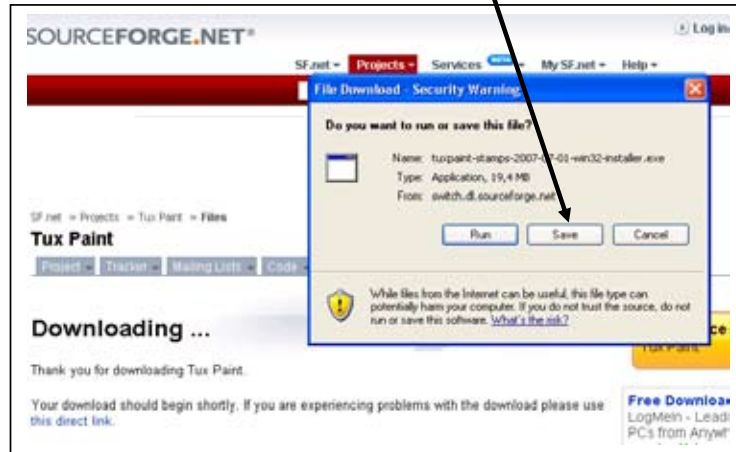 SOURCEFORGE.NET®
Log in
SF.net Projects Services BETA My SF.net Help
File Download - Security Warning
Do you want to run or save this file?
Name: tuxpaint-stamps-2007-07-01-win32-installer.exe
Type: Application, 19,4 MB
From: switch.dl.sourceforge.net
Run Save Cancel
While files from the Internet can be useful, this file type can
potentially harm your computer. If you do not trust the source, do not
run or save this software. What's the risk?
SF.net » Projects » Tux Paint » Files
Tux Paint
Project Tracker Mailing Lists Code
Downloading ...
Thank you for downloading Tux Paint.
Your download should begin shortly. If you are experiencing problems with the download please use
this direct link.
Tux Paint
Free Downloa
LogMeIn - Leadi
PCs from Anywh